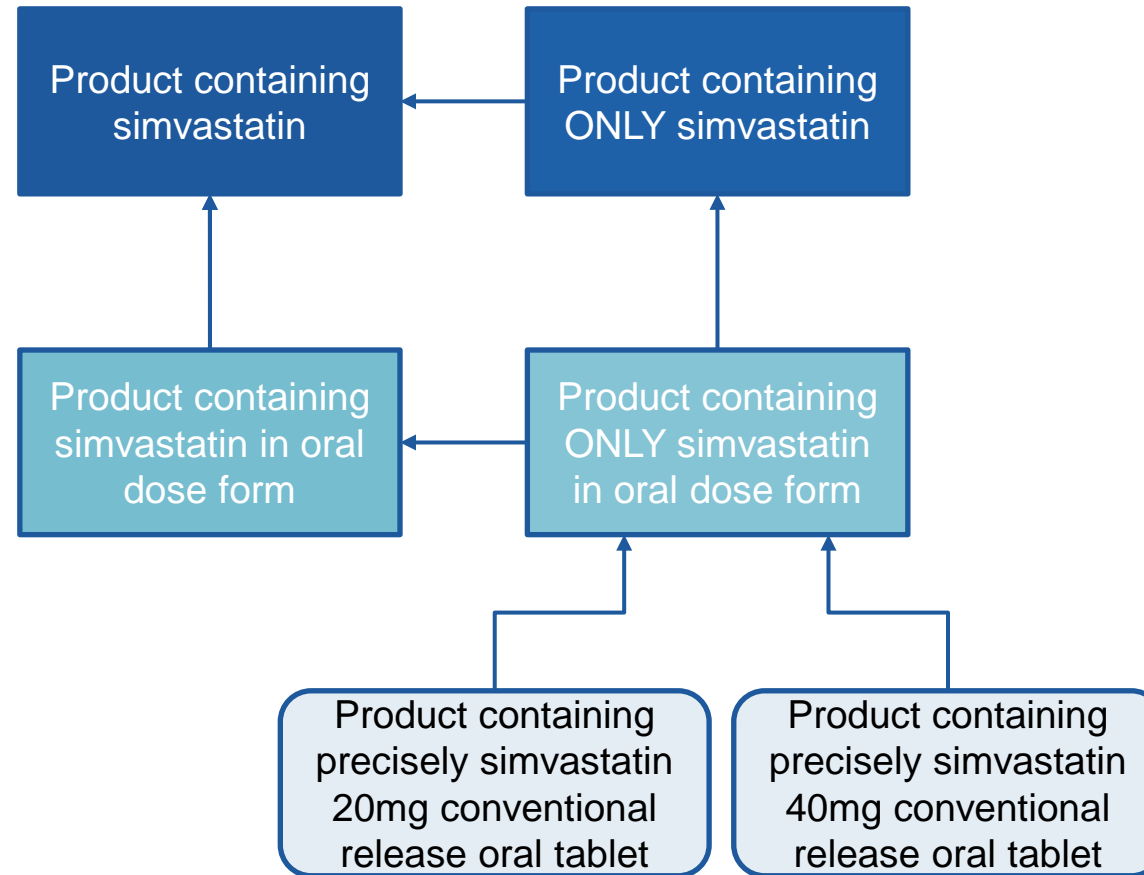 Product containing
simvastatin
Product containing
ONLY simvastatin
Product containing
simvastatin in oral
dose form
Product containing
ONLY simvastatin
in oral dose form
Product containing
precisely simvastatin
20mg conventional
release oral tablet
Product containing
precisely simvastatin
40mg conventional
release oral tablet